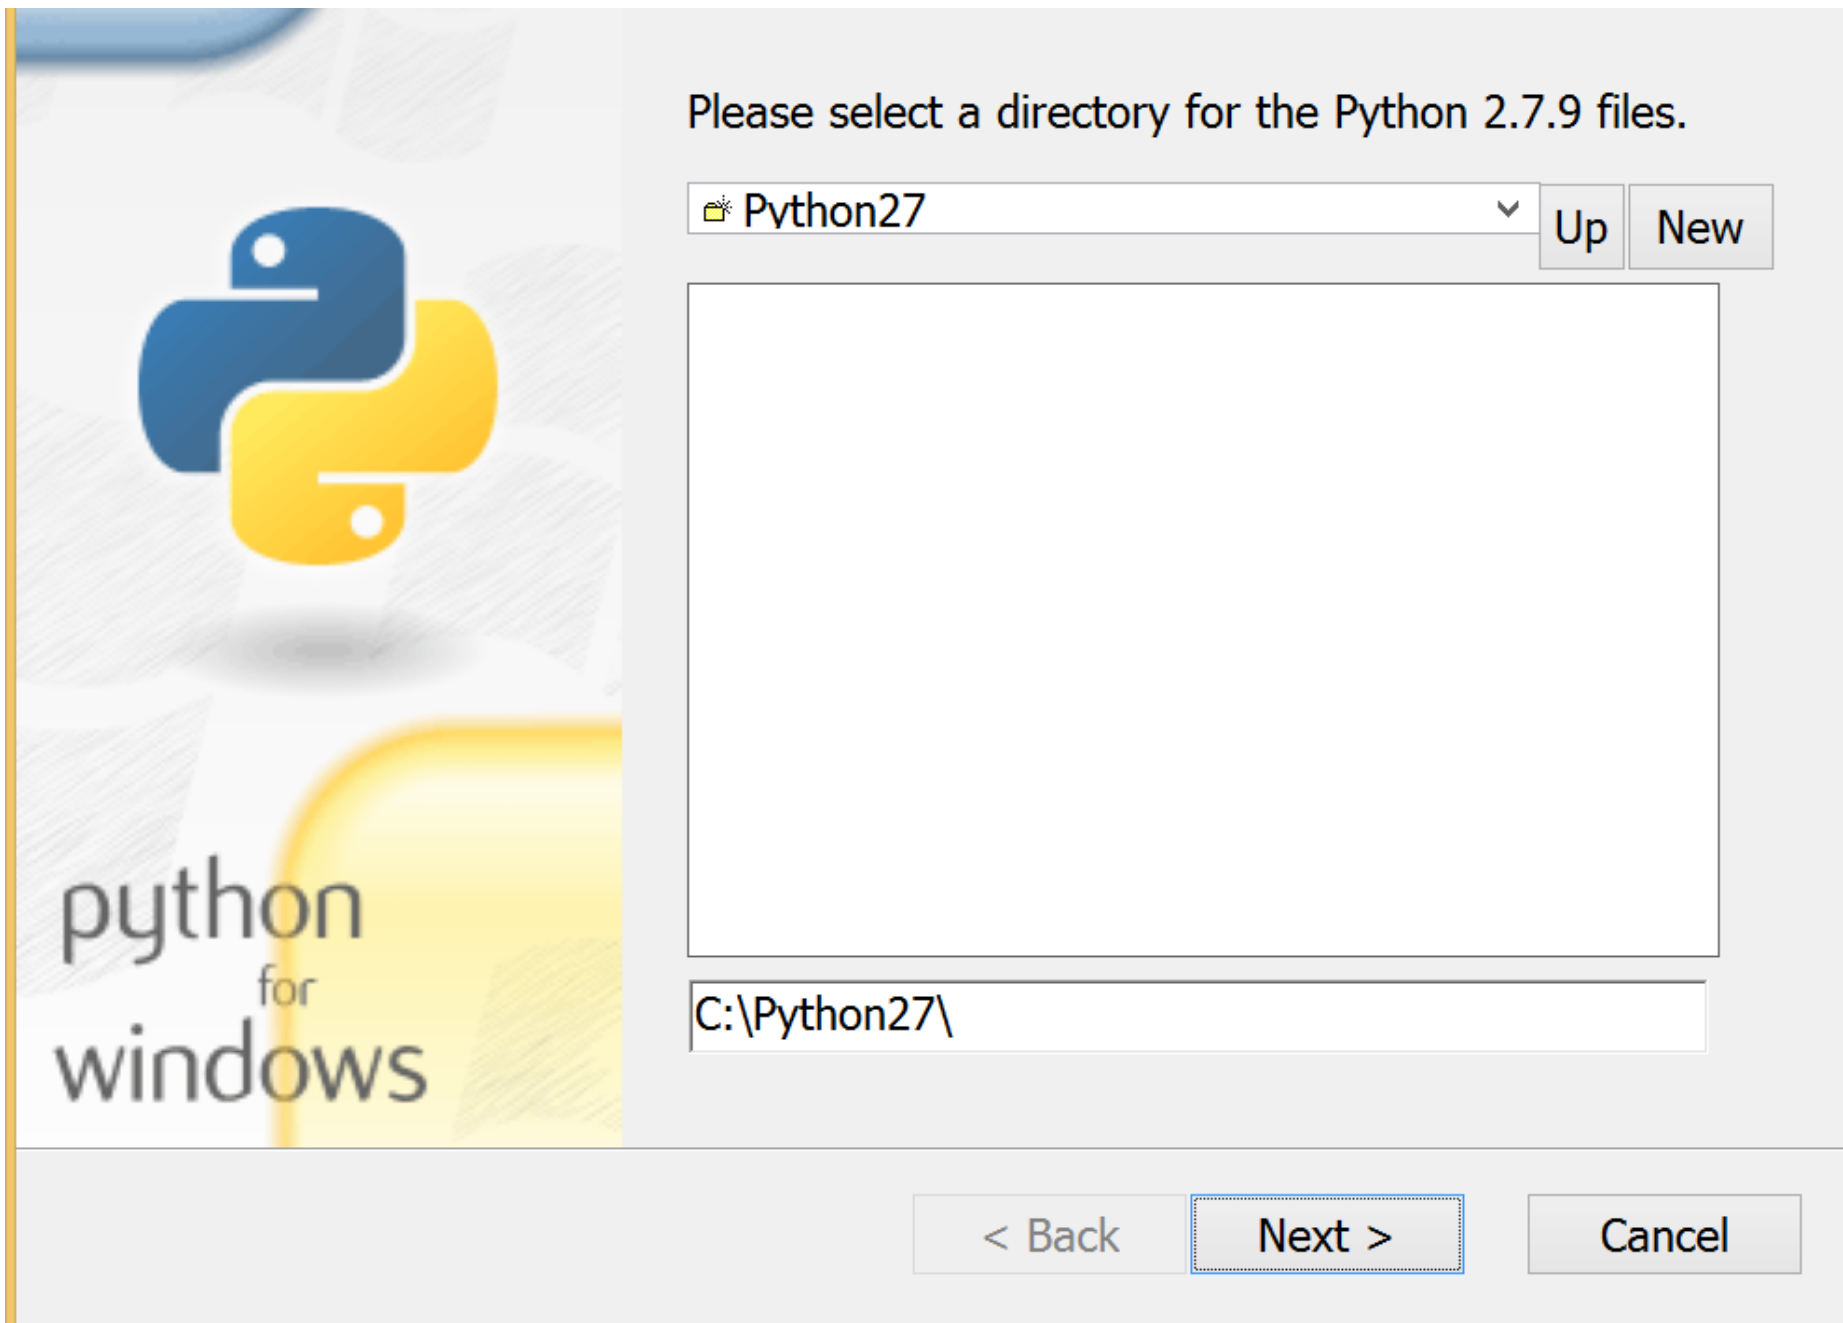 Please select a directory for the Python 2.7.9 files.
Python27
Up
New
C:\Python27\
python
for
windows
< Back
Next >
Cancel